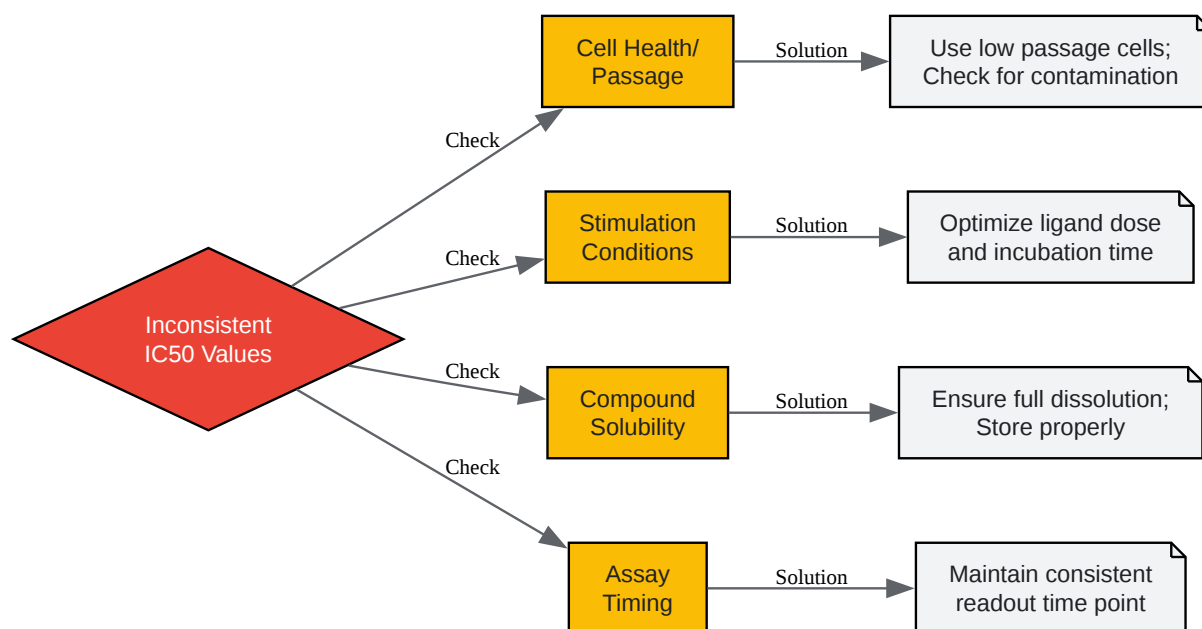 Cell Health/
Passage
Solution
Use low passage cells;
Check for contamination
Check
Stimulation
Conditions
Solution
Optimize ligand dose
and incubation time
Check
Inconsistent
IC50 Values
Check
Compound
Solubility
Solution
Ensure full dissolution;
Store properly
Check
Assay
Timing
Solution
Maintain consistent
readout time point